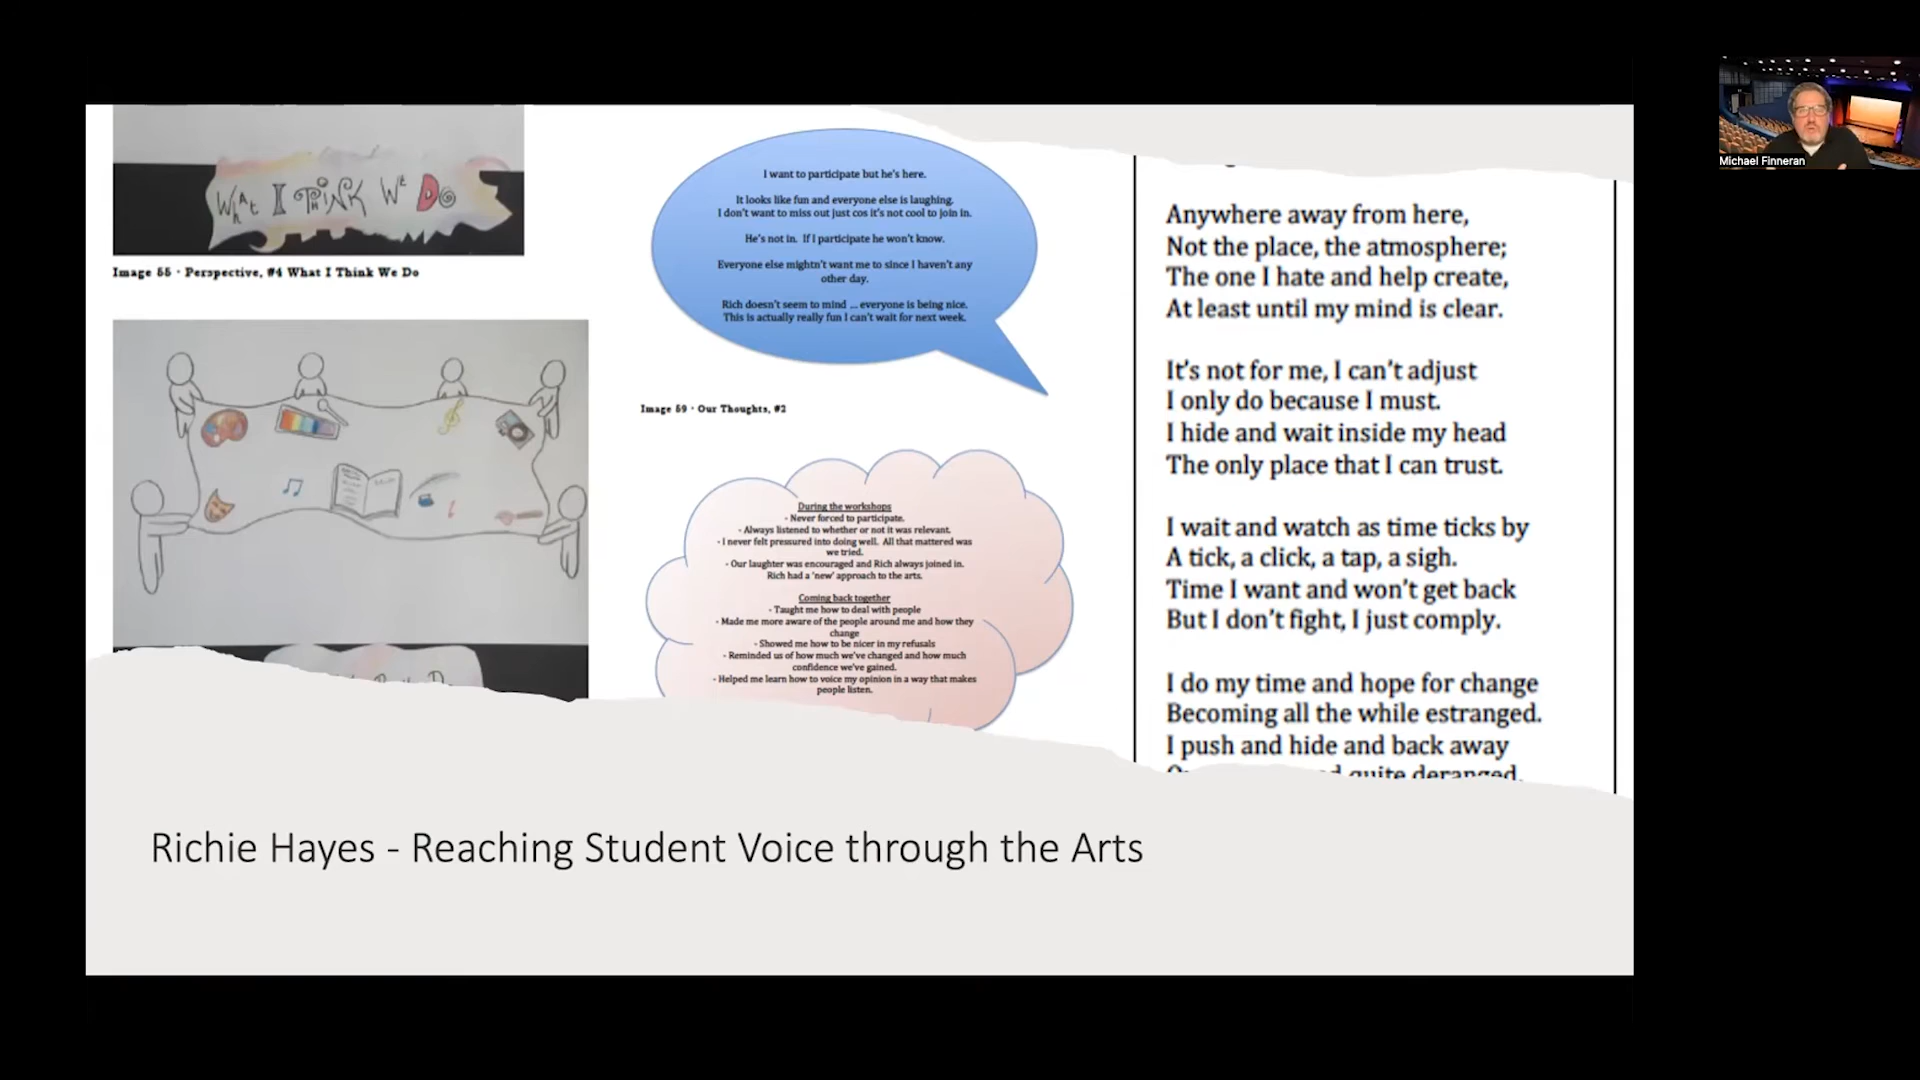 WhAt I THiNK We Do
Image 55 · Perspective, #4 What I Think We Do
I want to participate but he's here.
It looks like fun and everyone else is laughing.
I don't want to miss out just cos it's not cool to join in.
He's not in. If I participate he won't know.
Everyone else mightn't want me to since I haven't any
other day.
Rich doesn't seem to mind ... everyone is being nice.
This is actually really fun I can't wait for next week.
Image 59 · Our Thoughts, #2
During the workshops
- Never forced to participate.
- Always listened to whether or not it was relevant.
- I never felt pressured into doing well. All that mattered was
we tried.
- Our laughter was encouraged and Rich always joined in.
Rich had a 'new' approach to the arts.
Coming back together
- Taught me how to deal with people
- Made me more aware of the people around me and how they
change
- Showed me how to be nicer in my refusals
- Reminded us of how much we've changed and how much
confidence we've gained.
- Helped me learn how to voice my opinion in a way that makes
people listen.
Anywhere away from here,
Not the place, the atmosphere;
The one I hate and help create,
At least until my mind is clear.
It's not for me, I can't adjust
I only do because I must.
I hide and wait inside my head
The only place that I can trust.
I wait and watch as time ticks by
A tick, a click, a tap, a sigh.
Time I want and won't get back
But I don't fight, I just comply.
I do my time and hope for change
Becoming all the while estranged.
I push and hide and back away
quite deranged.
Richie Hayes - Reaching Student Voice through the Arts
Michael Finneran